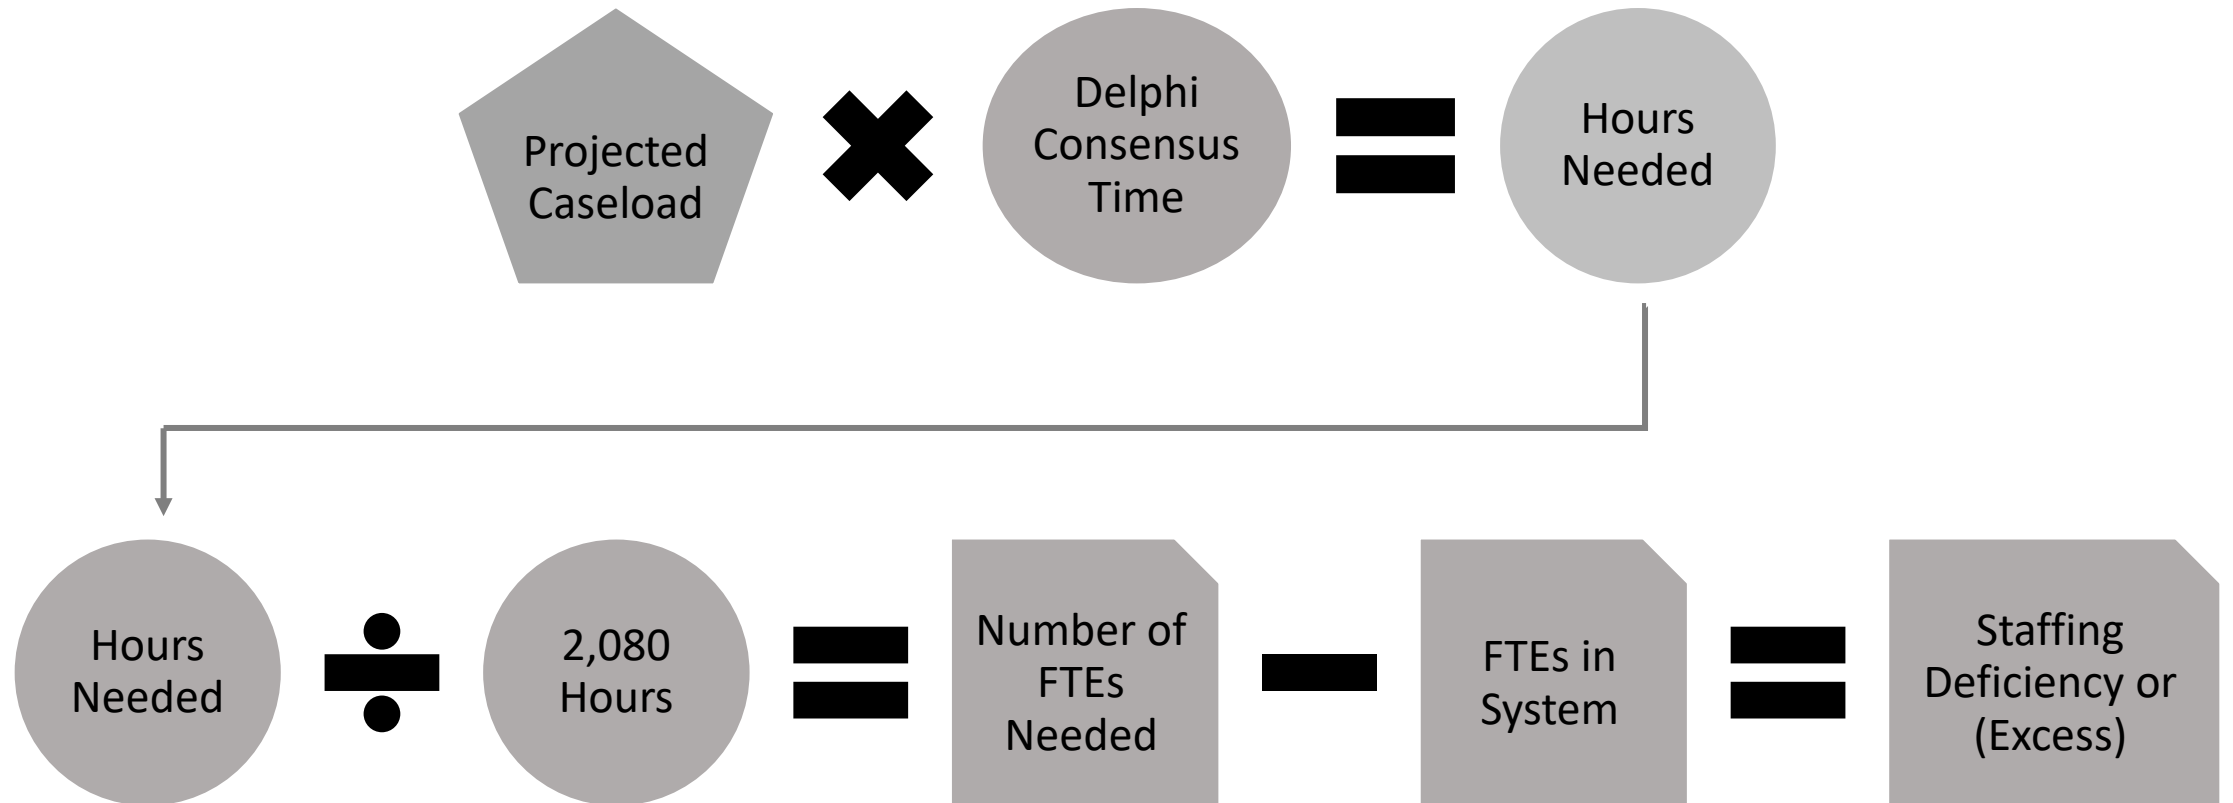 Projected
Caseload
Delphi
Consensus
Time
Hours
Needed
Hours
Needed
2,080
Hours
Number of
FTEs
Needed
FTEs in
System
Staffing
Deficiency or
(Excess)